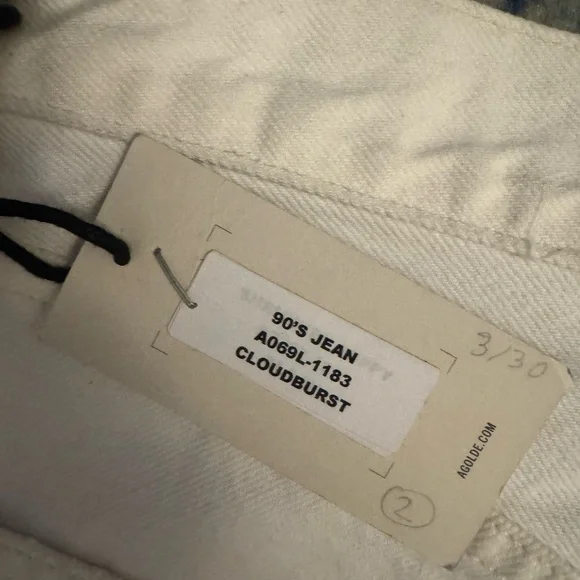 90'S JEAN
A069L-1183
CLOUDBURST
3/30
AGOLDE.COM
2